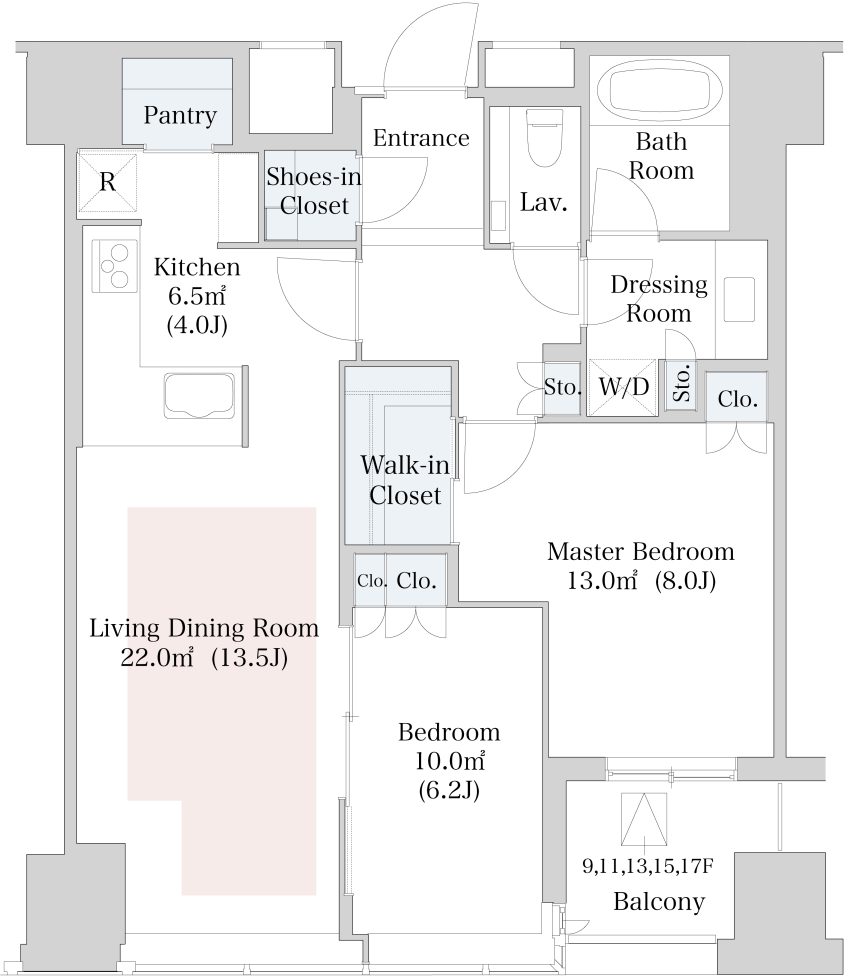 Pantry
Entrance
Bath
Room
R
Shoes-in
Closet
Lav.
Kitchen
6.5㎡
(4.0J)
Dressing
Room
Sto.
W/D
Sto.
Clo.
Walk-in
Closet
Master Bedroom
13.0㎡ (8.0J)
Clo.
Clo.
Living Dining Room
22.0㎡ (13.5J)
Bedroom
10.0㎡
(6.2J)
9,11,13,15,17F
Balcony